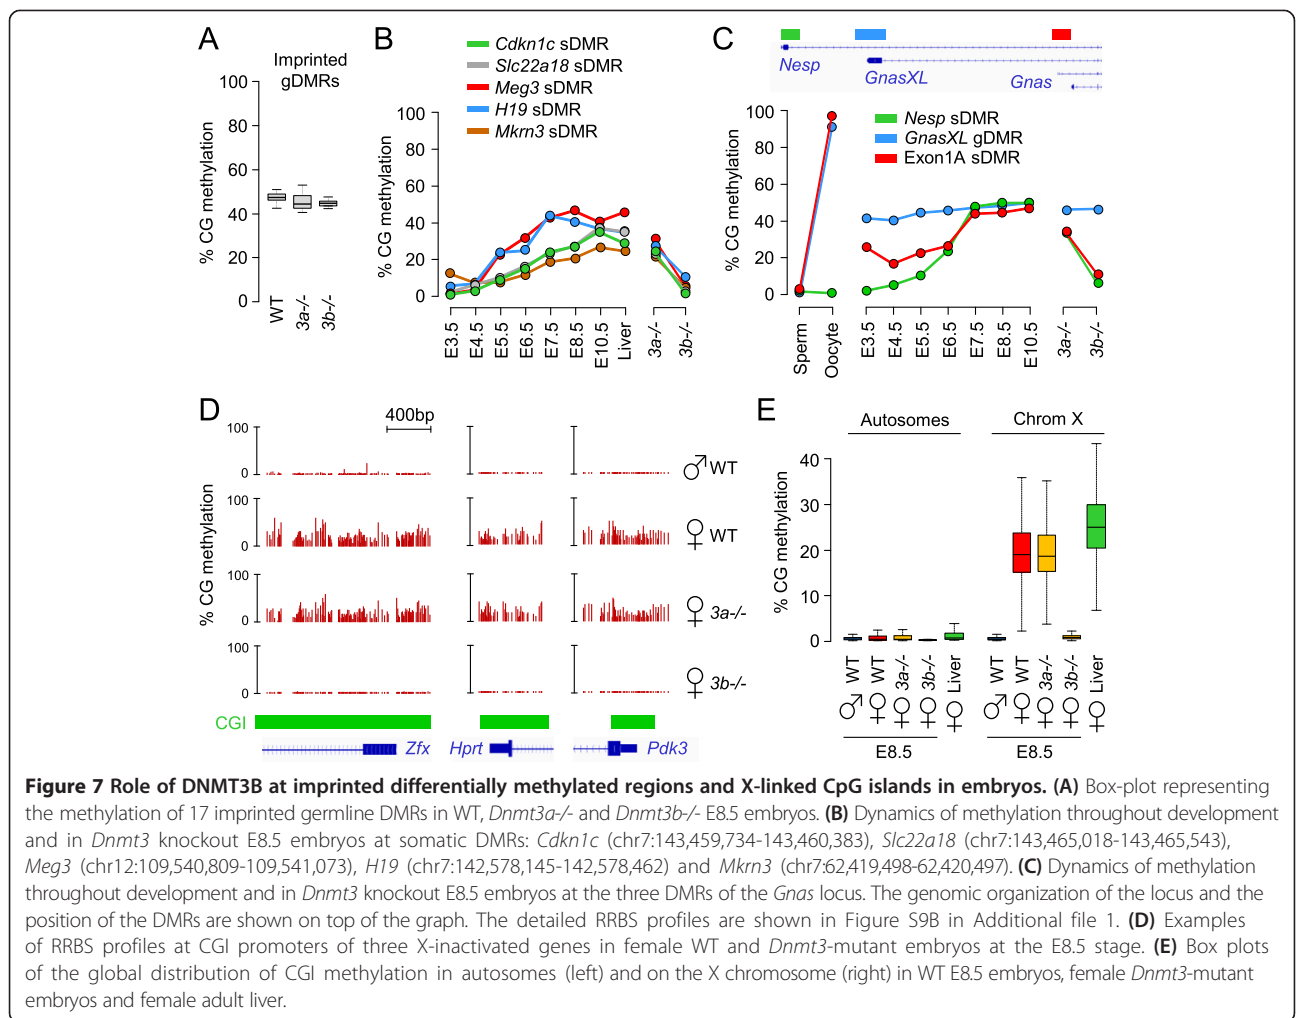 A
Imprinted
gDMRs
% CG methylation
100
80
60
40
20
0
WT
3a-/-
3b-/-
B
Cdkn1c sDMR
Slc22a18 sDMR
Meg3 sDMR
H19 sDMR
Mkrn3 sDMR
% CG methylation
100
80
60
40
20
0
E3.5
E4.5
E5.5
E6.5
E7.5
E8.5
E10.5
Liver
3a-/-
3b-/-
C
Nesp
GnasXL
Gnas
Nesp sDMR
GnasXL gDMR
Exon1A sDMR
% CG methylation
100
80
60
40
20
0
Sperm
Oocyte
E3.5
E4.5
E5.5
E6.5
E7.5
E8.5
E10.5
3a-/-
3b-/-
D
400bp
% CG methylation
100
0
♂ WT
100
0
♀ WT
100
0
♀ 3a-/-
100
0
♀ 3b-/-
CGI
Zfx
Hprt
Pdk3
E
Autosomes
Chrom X
% CG methylation
40
30
20
10
0
♂ WT
♀ WT
♀ 3a-/-
♀ 3b-/-
♀ Liver
E8.5
♂ WT
♀ WT
♀ 3a-/-
♀ 3b-/-
♀ Liver
E8.5
Figure 7 Role of DNMT3B at imprinted differentially methylated regions and X-linked CpG islands in embryos. (A) Box-plot representing
the methylation of 17 imprinted germline DMRs in WT, Dnmt3a-/- and Dnmt3b-/- E8.5 embryos. (B) Dynamics of methylation throughout development
and in Dnmt3 knockout E8.5 embryos at somatic DMRs: Cdkn1c (chr7:143,459,734-143,460,383), Slc22a18 (chr7:143,465,018-143,465,543),
Meg3 (chr12:109,540,809-109,541,073), H19 (chr7:142,578,145-142,578,462) and Mkrn3 (chr7:62,419,498-62,420,497). (C) Dynamics of methylation
throughout development and in Dnmt3 knockout E8.5 embryos at the three DMRs of the Gnas locus. The genomic organization of the locus and the
position of the DMRs are shown on top of the graph. The detailed RRBS profiles are shown in Figure S9B in Additional file 1. (D) Examples
of RRBS profiles at CGI promoters of three X-inactivated genes in female WT and Dnmt3-mutant embryos at the E8.5 stage. (E) Box plots
of the global distribution of CGI methylation in autosomes (left) and on the X chromosome (right) in WT E8.5 embryos, female Dnmt3-mutant
embryos and female adult liver.